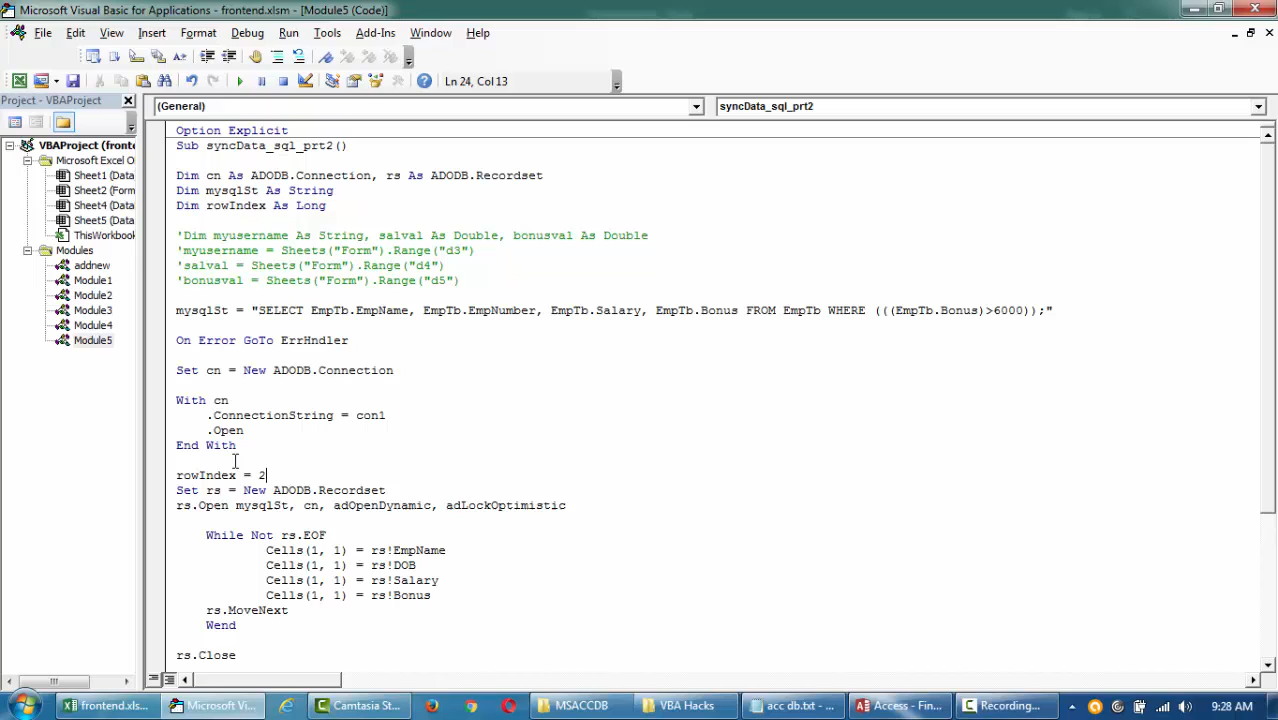 Microsoft Visual Basic for Applications - frontend.xlsm - [Module5 (Code)]
File Edit View Insert Format Debug Run Tools Add-Ins Window Help
Ln 24, Col 13
Project - VBAProject
(General) syncData_sql_prt2
VBAProject (fronte
Microsoft Excel O
Sheet1 (Data
Sheet2 (Form
Sheet4 (Data
Sheet5 (Data
ThisWorkbook
Modules
addnew
Module1
Module2
Module3
Module4
Module5
Option Explicit
Sub syncData_sql_prt2()
Dim cn As ADODB.Connection, rs As ADODB.Recordset
Dim mysqlSt As String
Dim rowIndex As Long
'Dim myusername As String, salval As Double, bonusval As Double
'myusername = Sheets("Form").Range("d3")
'salval = Sheets("Form").Range("d4")
'bonusval = Sheets("Form").Range("d5")
mysqlSt = "SELECT EmpTb.EmpName, EmpTb.EmpNumber, EmpTb.Salary, EmpTb.Bonus FROM EmpTb WHERE (((EmpTb.Bonus)>6000));"
On Error GoTo ErrHndler
Set cn = New ADODB.Connection
With cn
.ConnectionString = con1
.Open
End With
rowIndex = 2
Set rs = New ADODB.Recordset
rs.Open mysqlSt, cn, adOpenDynamic, adLockOptimistic
While Not rs.EOF
Cells(1, 1) = rs!EmpName
Cells(1, 1) = rs!DOB
Cells(1, 1) = rs!Salary
Cells(1, 1) = rs!Bonus
rs.MoveNext
Wend
rs.Close
frontend.xls... Microsoft Vi... Camtasia St... MSACCDB VBA Hacks acc db.txt - ... Access - Fin... Recording... 9:28 AM